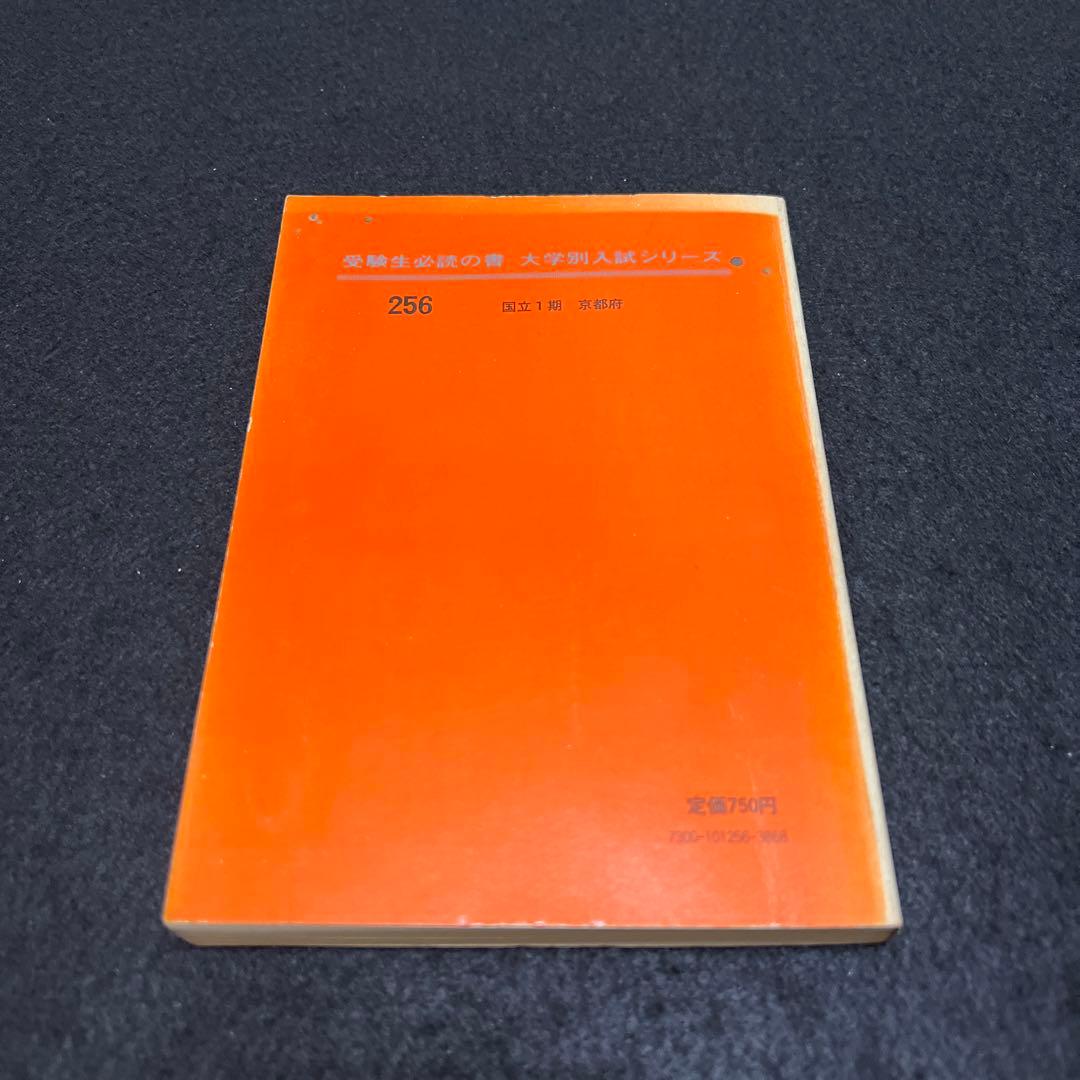 受験生必読の書 大学別入試シリーズ
256 国立1期 京都府
定価750円
7300-101256-3868